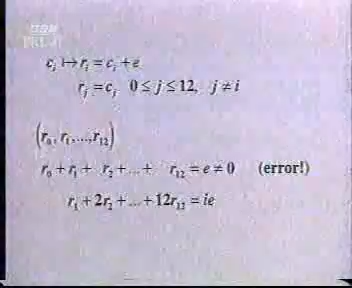 c_i ↦ r_i = c_i + e
r_j = c_j 0 ≤ j ≤ 12, j ≠ i
(r_0, r_1,...,r_12)
r_0 + r_1 + r_2 + ... + r_12 = e ≠ 0 (error!)
r_1 + 2r_2 + ... + 12r_12 = ie